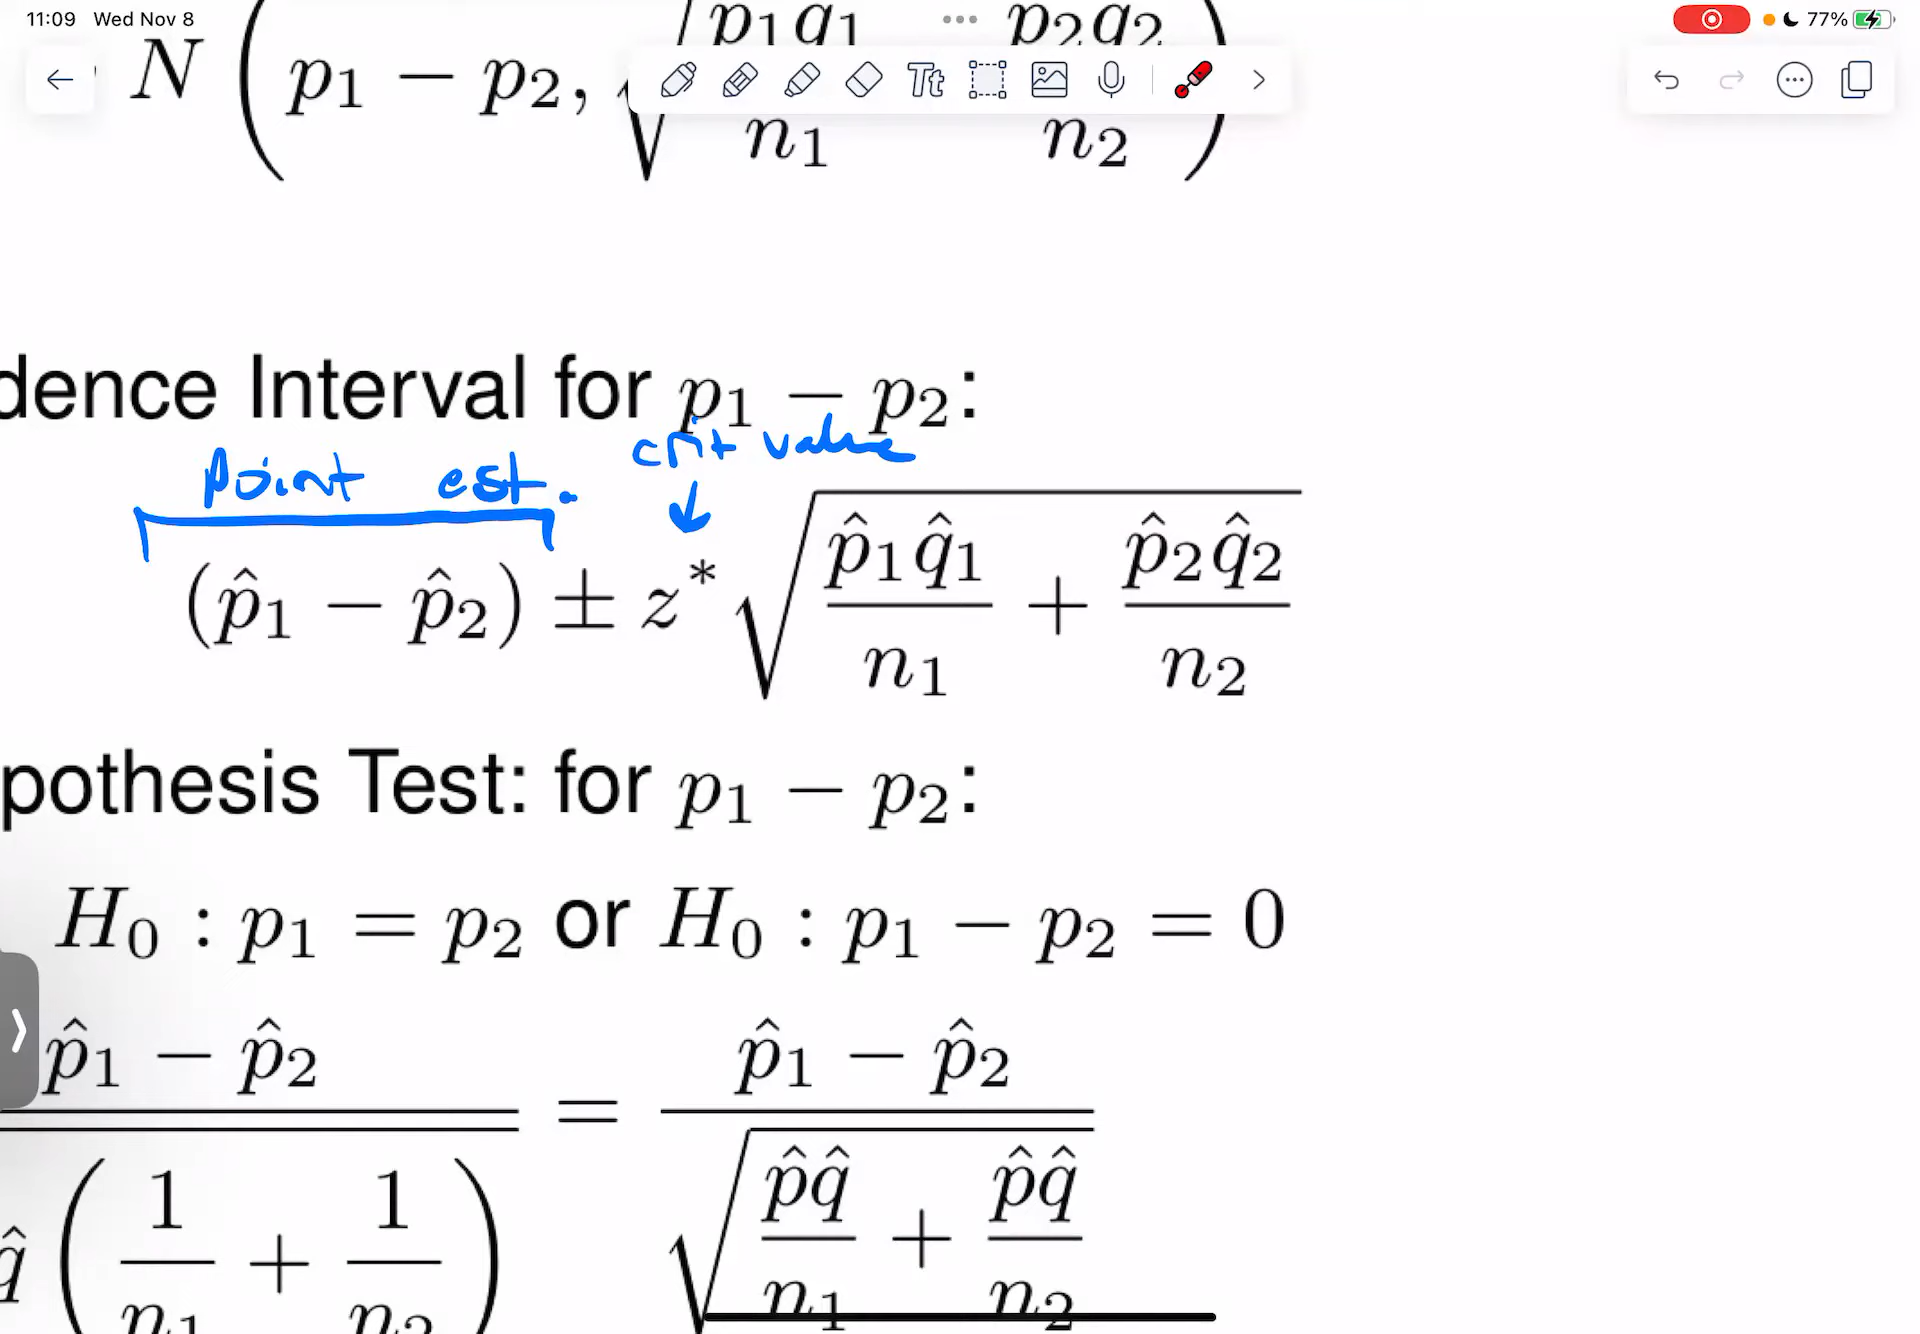 11:09 Wed Nov 8 77%
N ( p₁ − p₂, √ p₁q₁ / n₁ p₂q₂ / n₂ )
Tt
dence Interval for p₁ − p₂:
point est. crit value
(p̂₁ − p̂₂) ± z* √( p̂₁q̂₁ / n₁ + p̂₂q̂₂ / n₂ )
pothesis Test: for p₁ − p₂:
H₀ : p₁ = p₂ or H₀ : p₁ − p₂ = 0
p̂₁ − p̂₂ / q̂ ( 1/n₁ + 1/n₂ ) = p̂₁ − p̂₂ / √( p̂q̂ / n₁ + p̂q̂ / n₂ )